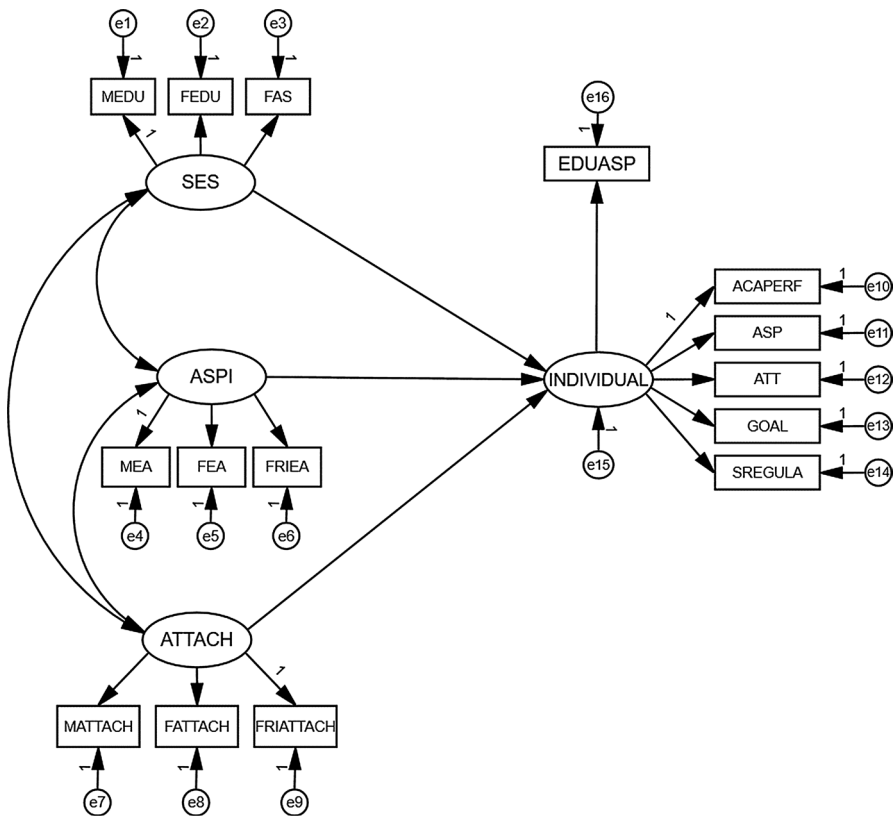 e1 e2 e3
1 1 1
MEDU FEDU FAS
1
SES
e16
1
EDUASP
ACAPERF 1 e10
1
ASP 1 e11
ASPI
INDIVIDUAL
ATT 1 e12
1
GOAL 1 e13
MEA FEA FRIEA
1
e15
SREGULA 1 e14
1 1 1
e4 e5 e6
ATTACH
1
MATTACH FATTACH FRIATTACH
1 1 1
e7 e8 e9